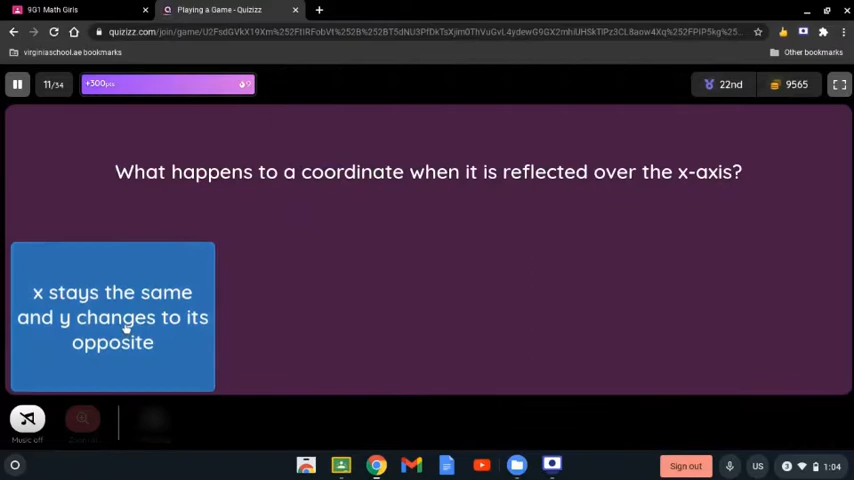 9G1 Math Girls
Playing a Game - Quizizz
virginiaschool.ae bookmarks
Other bookmarks
11/34
+300pts
9
22nd
9565
What happens to a coordinate when it is reflected over the x-axis?
x stays the same
and y changes to its
opposite
Music off
Sign out
US
3
1:04